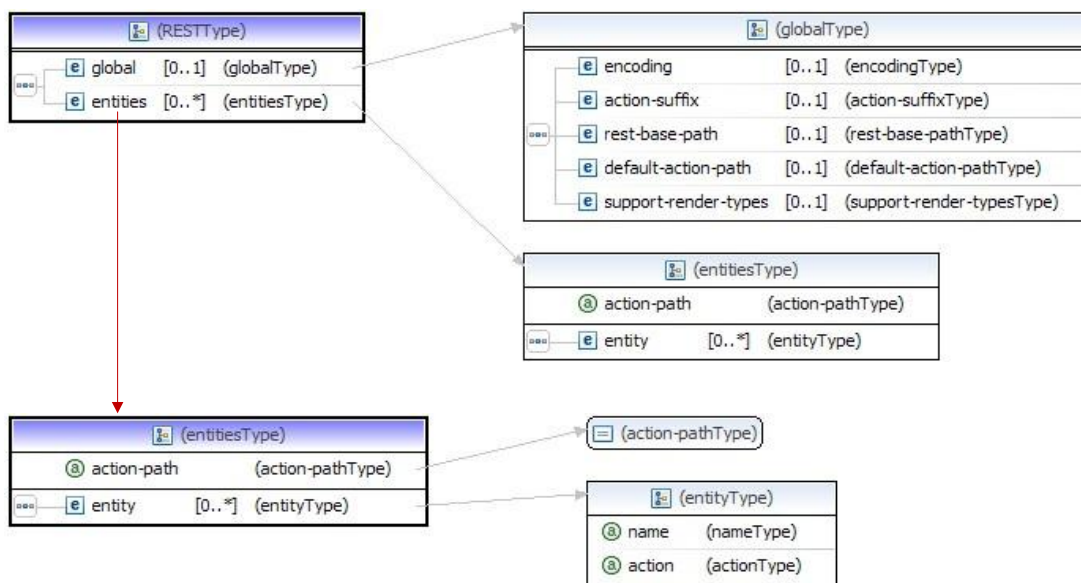 (RESTType)
e global [0..1] (globalType)
e entities [0..*] (entitiesType)
(globalType)
e encoding [0..1] (encodingType)
e action-suffix [0..1] (action-suffixType)
e rest-base-path [0..1] (rest-base-pathType)
e default-action-path [0..1] (default-action-pathType)
e support-render-types [0..1] (support-render-typesType)
(entitiesType)
a action-path (action-pathType)
e entity [0..*] (entityType)
(entitiesType)
a action-path (action-pathType)
e entity [0..*] (entityType)
(action-pathType)
(entityType)
a name (nameType)
a action (actionType)